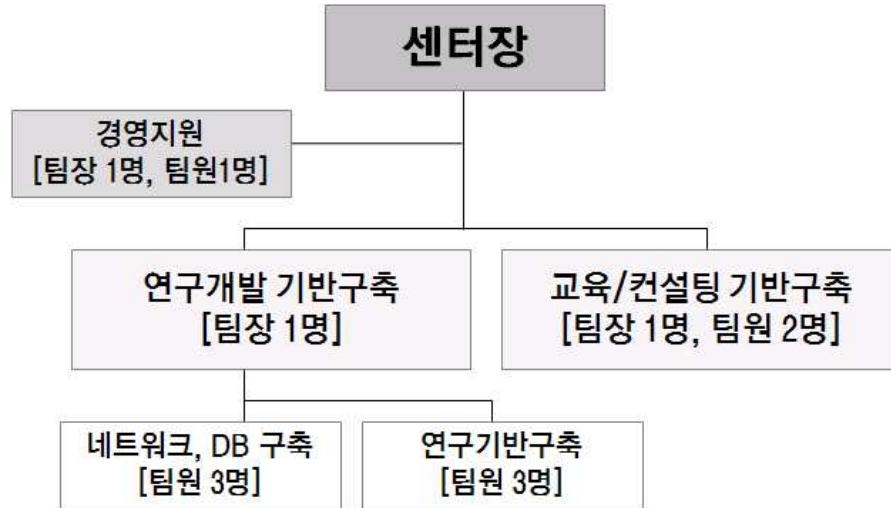 센터장
경영지원
[팀장 1명, 팀원1명]
연구개발 기반구축
[팀장 1명]
교육/컨설팅 기반구축
[팀장 1명, 팀원 2명]
네트워크, DB 구축
[팀원 3명]
연구기반구축
[팀원 3명]